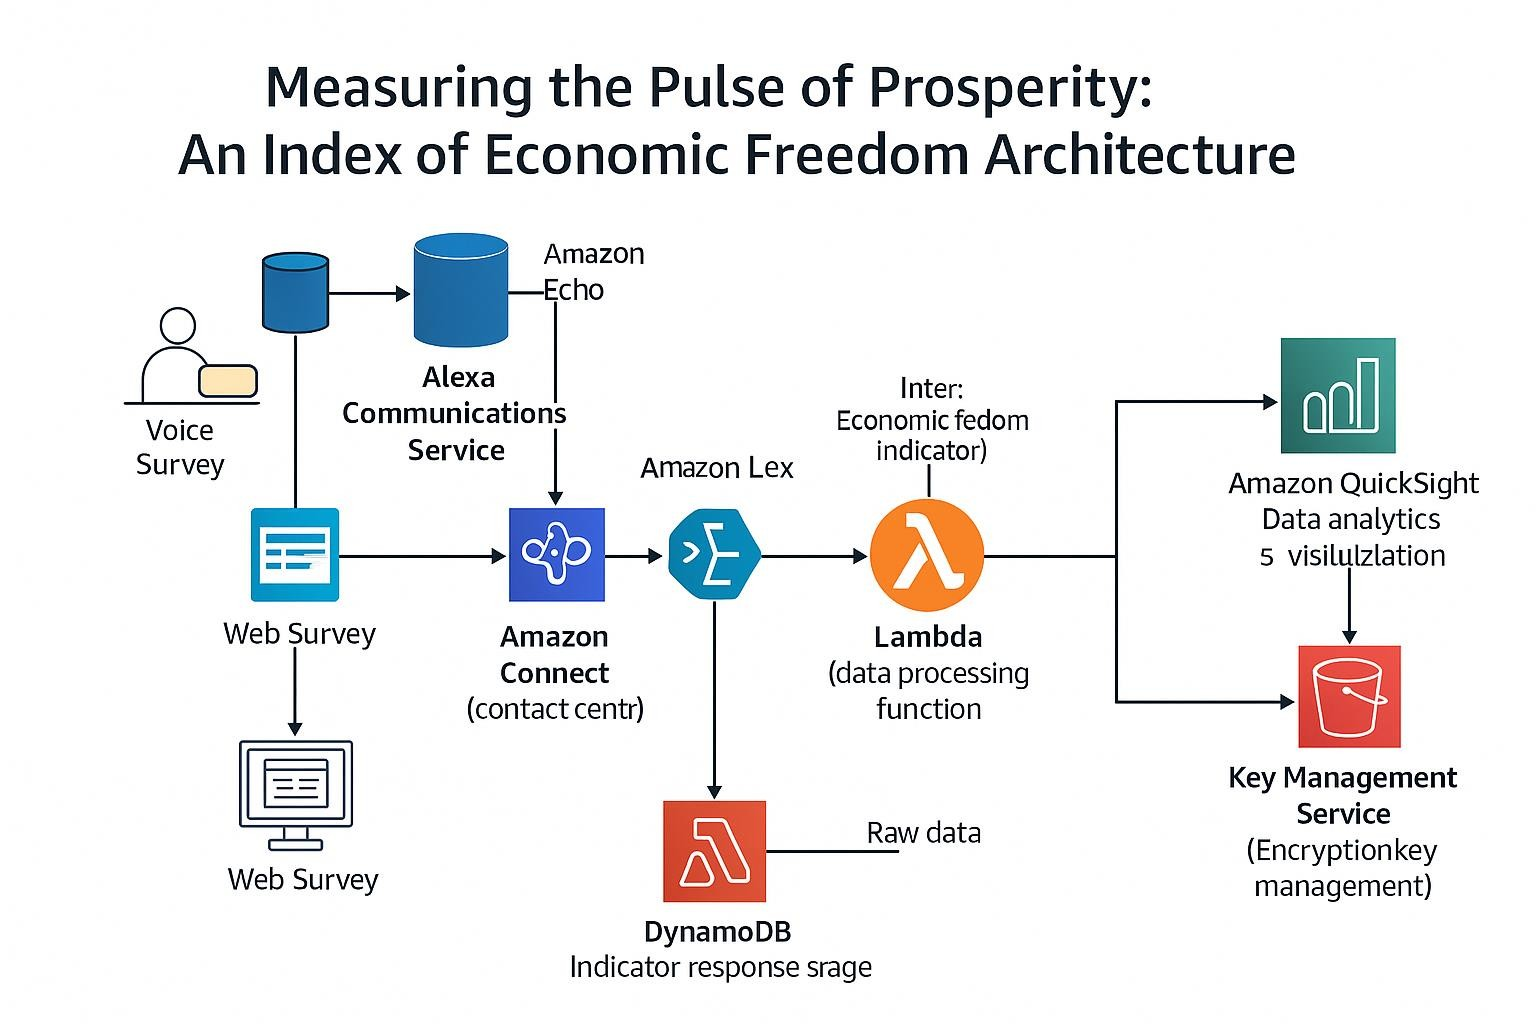 Measuring the Pulse of Prosperity:
An Index of Economic Freedom Architecture
Amazon
Echo
Voice
Survey
Alexa
Communications
Service
Web Survey
Web Survey
Amazon
Connect
(contact centr)
Amazon Lex
Inter:
Economic fedom
indicator)
Lambda
(data processing
function
DynamoDB
Indicator response srage
Raw data
Amazon QuickSight
Data analytics
5 visilulzlation
Key Management
Service
(Encryptionkey
management)